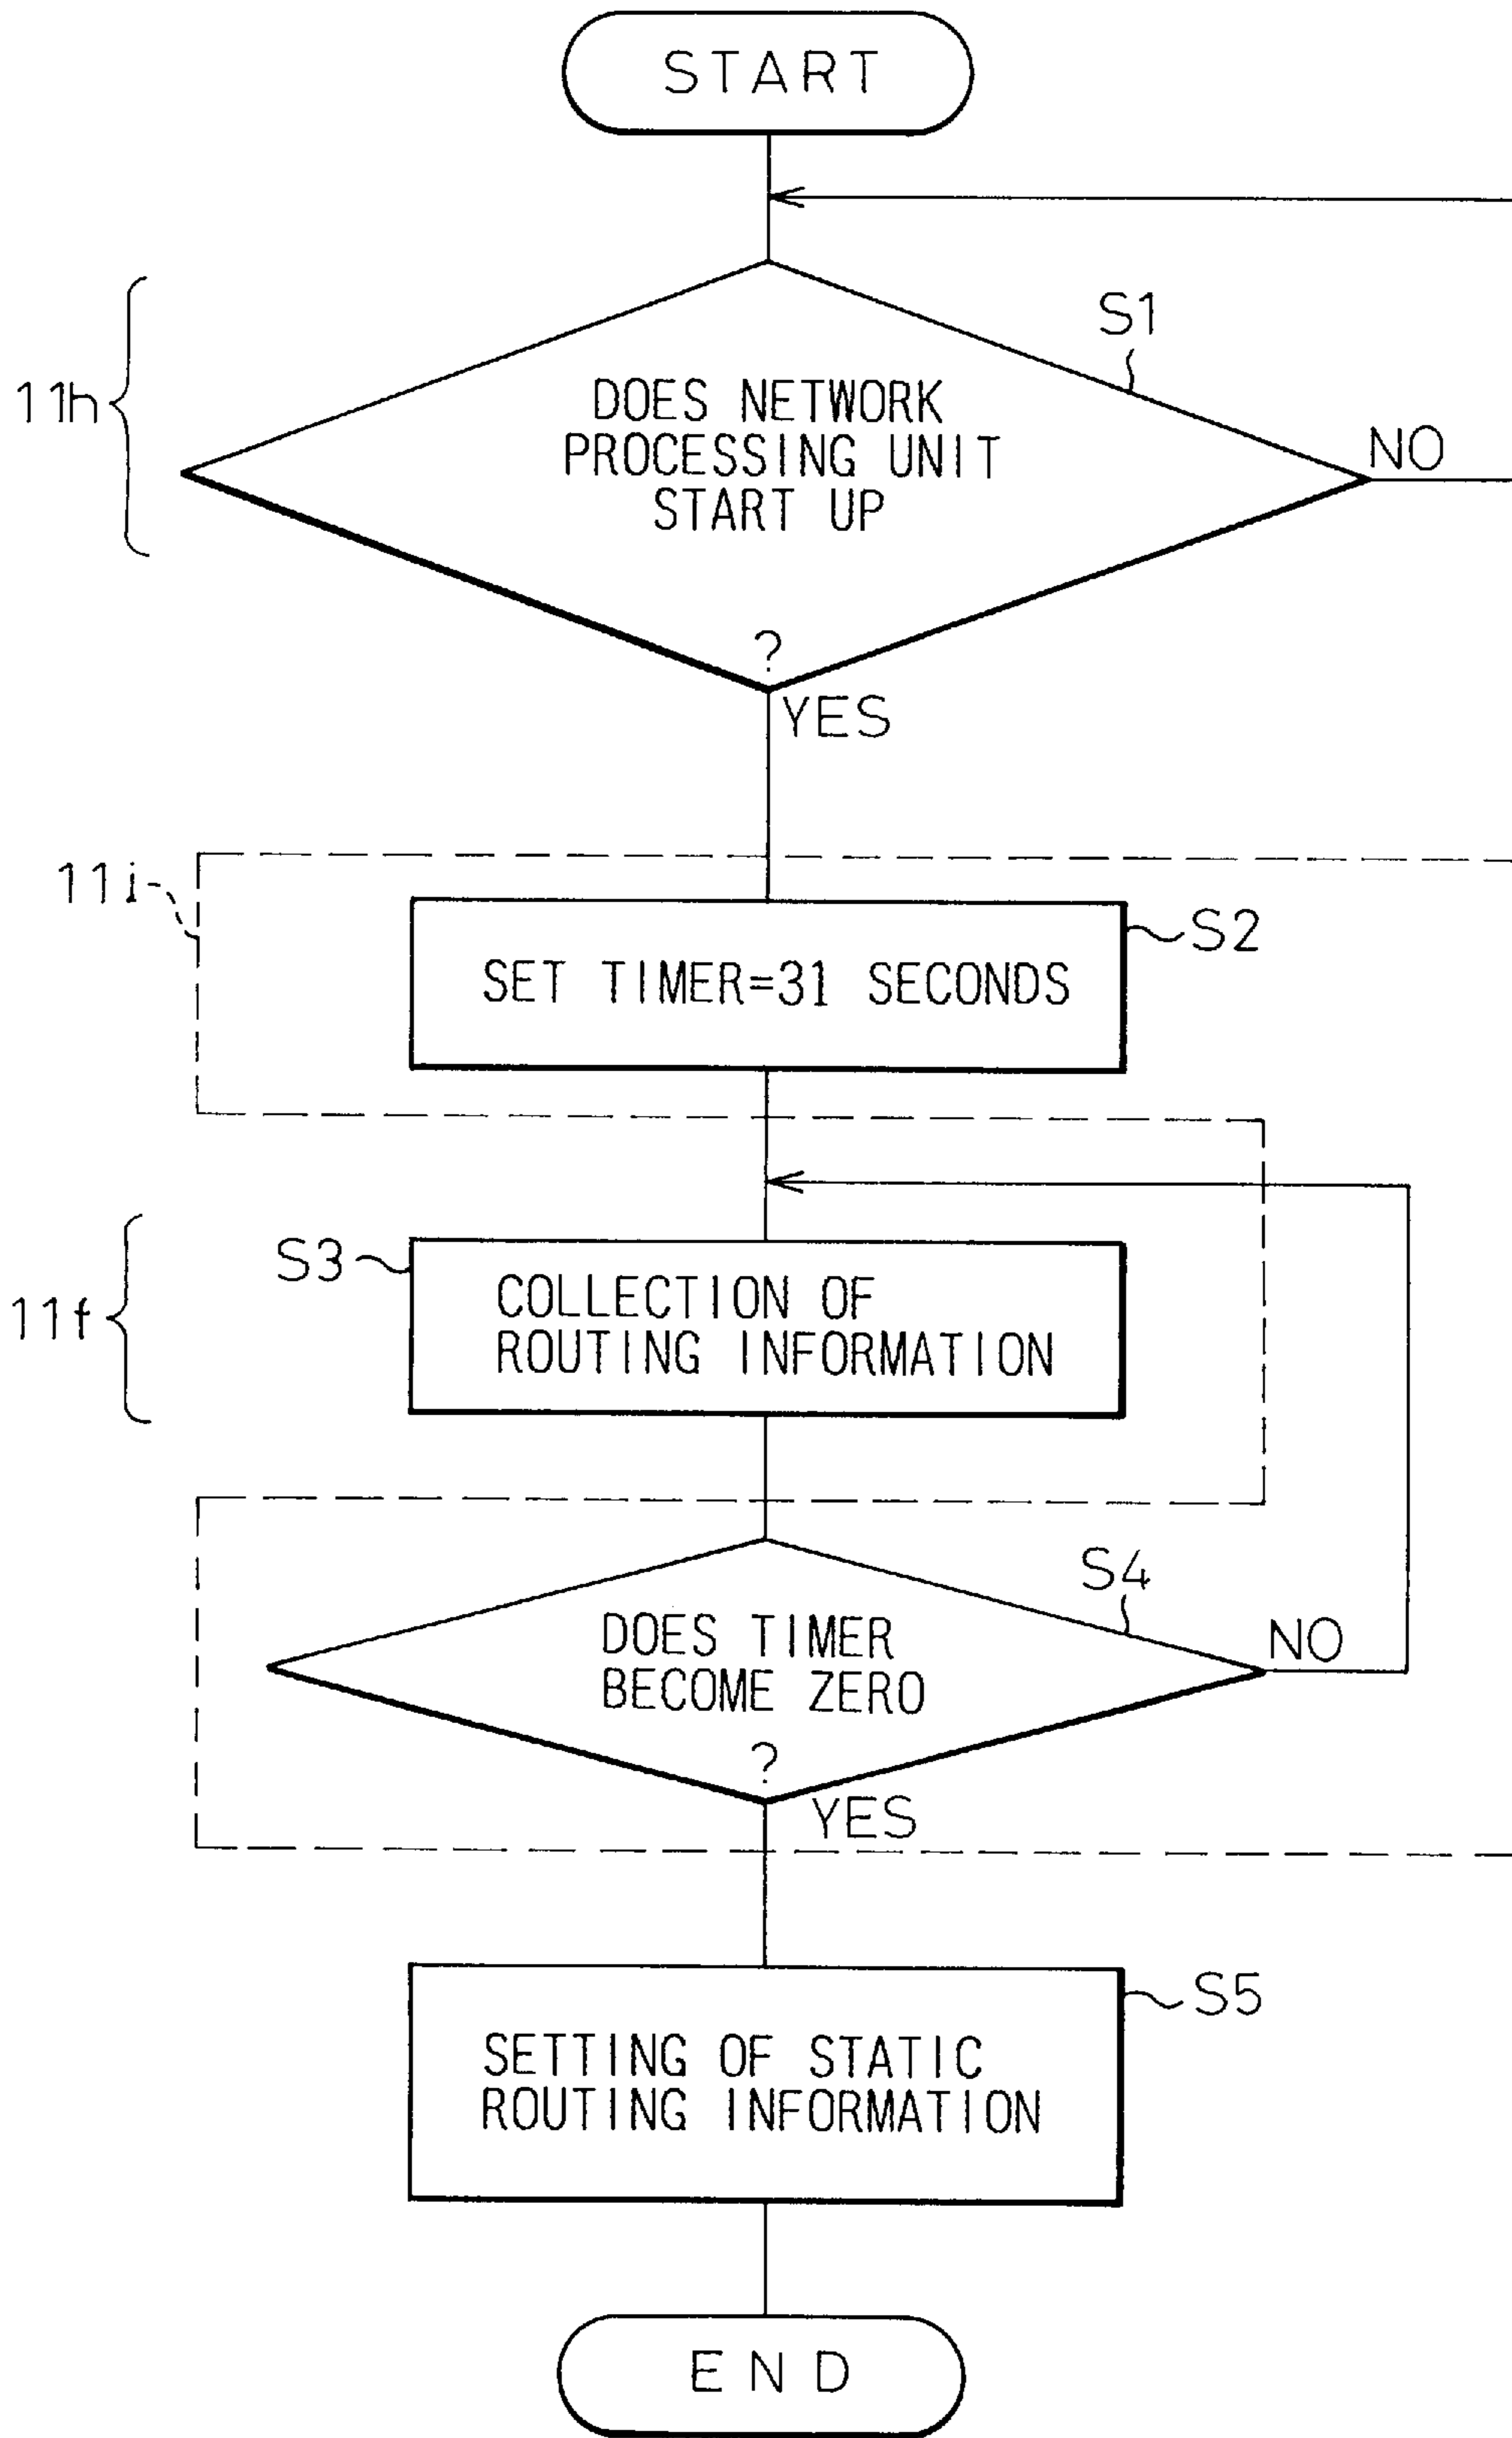 START
S1
11h
DOES NETWORK
PROCESSING UNIT
START UP
?
NO
YES
11i
S2
SET TIMER=31 SECONDS
S3
11f
COLLECTION OF
ROUTING INFORMATION
S4
DOES TIMER
BECOME ZERO
?
NO
YES
S5
SETTING OF STATIC
ROUTING INFORMATION
END